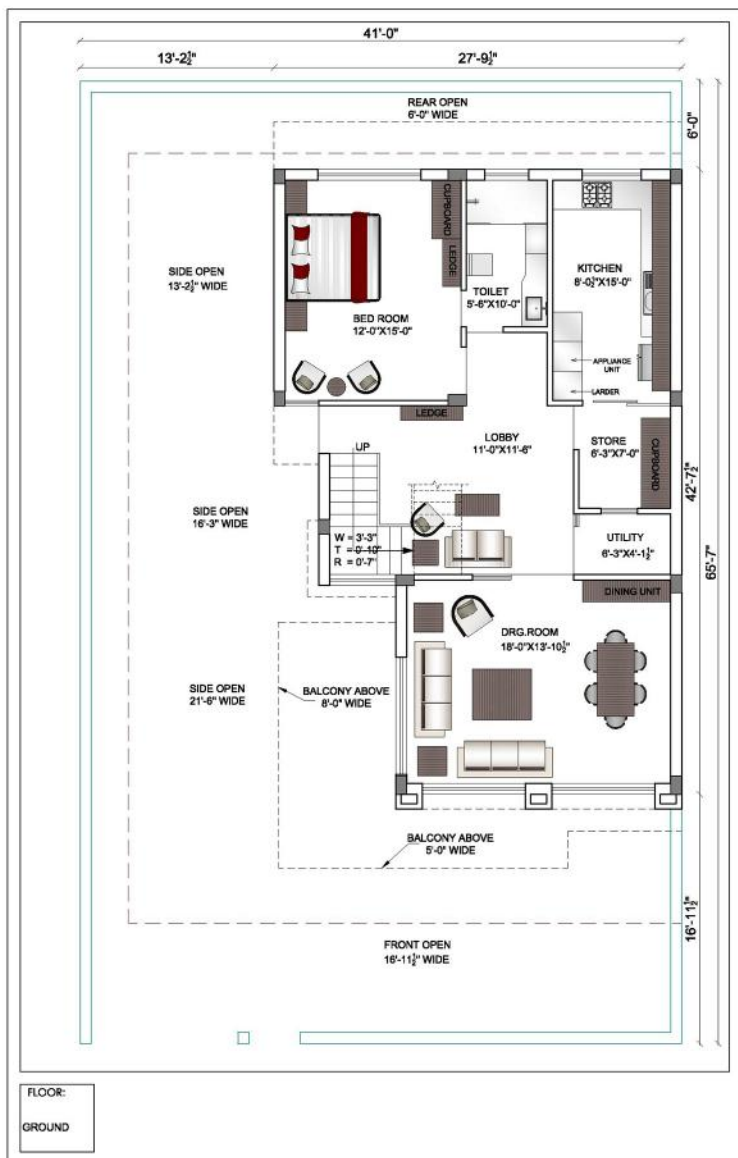 41'-0"
13'-2½" 27'-9½"
REAR OPEN
6'-0" WIDE
6'-0"
SIDE OPEN
13'-2½" WIDE
CUPBOARD
LEDGE
BED ROOM
12'-0"X15'-0"
TOILET
5'-6"X10'-0"
KITCHEN
8'-0½"X15'-0"
APPLIANCE
UNIT
LARDER
LEDGE
LOBBY
11'-0"X11'-6"
STORE
6'-3"X7'-0"
CUPBOARD
42'-7½"
65'-7"
UP
SIDE OPEN
16'-3" WIDE
W = 3'-3"
T = 0'-10"
R = 0'-7"
UTILITY
6'-3"X4'-1½"
DINING UNIT
DRG.ROOM
18'-0"X13'-10½"
SIDE OPEN
21'-6" WIDE
BALCONY ABOVE
8'-0" WIDE
BALCONY ABOVE
5'-0" WIDE
FRONT OPEN
16'-11½" WIDE
16'-11½"
FLOOR:
GROUND